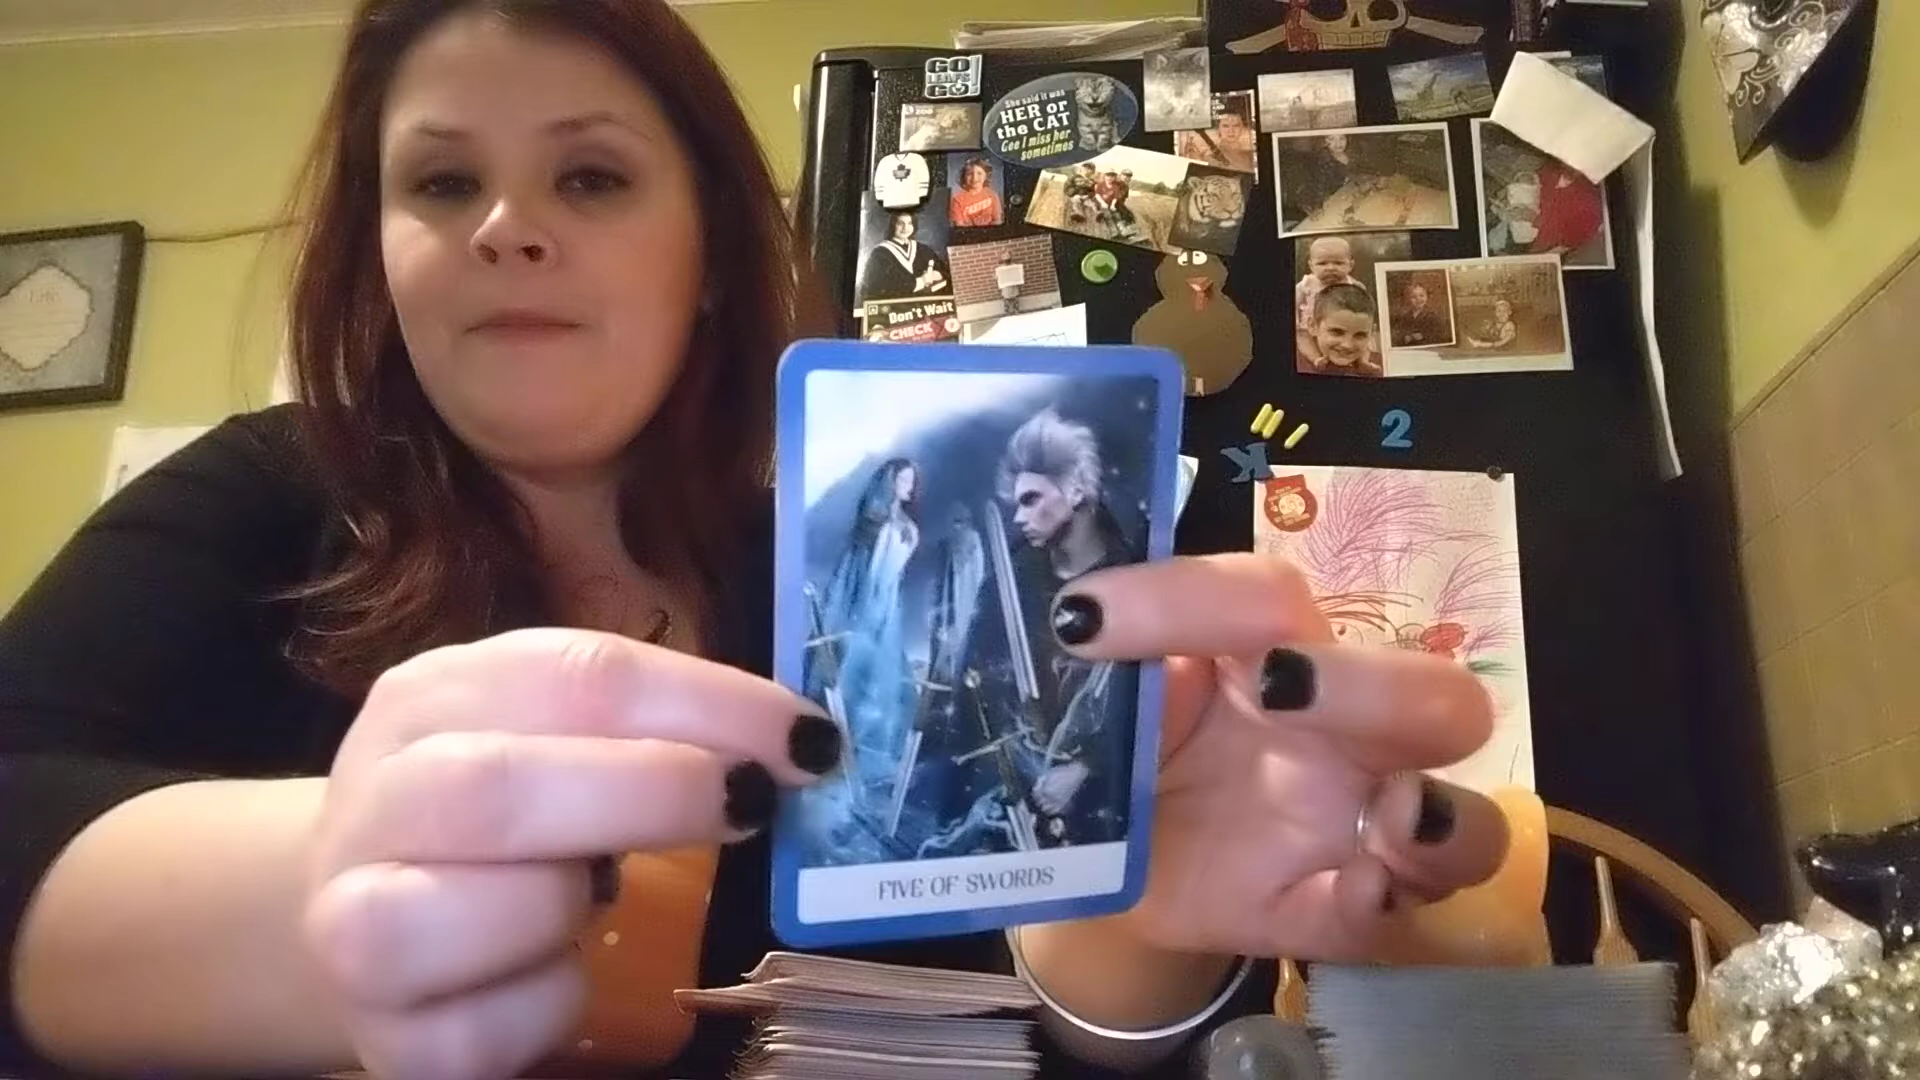 GO
LEAFS
GO!
She said it was
HER or
the CAT
Gee I miss her
sometimes
Don't Wait
CHECK
2
K
FIVE OF SWORDS